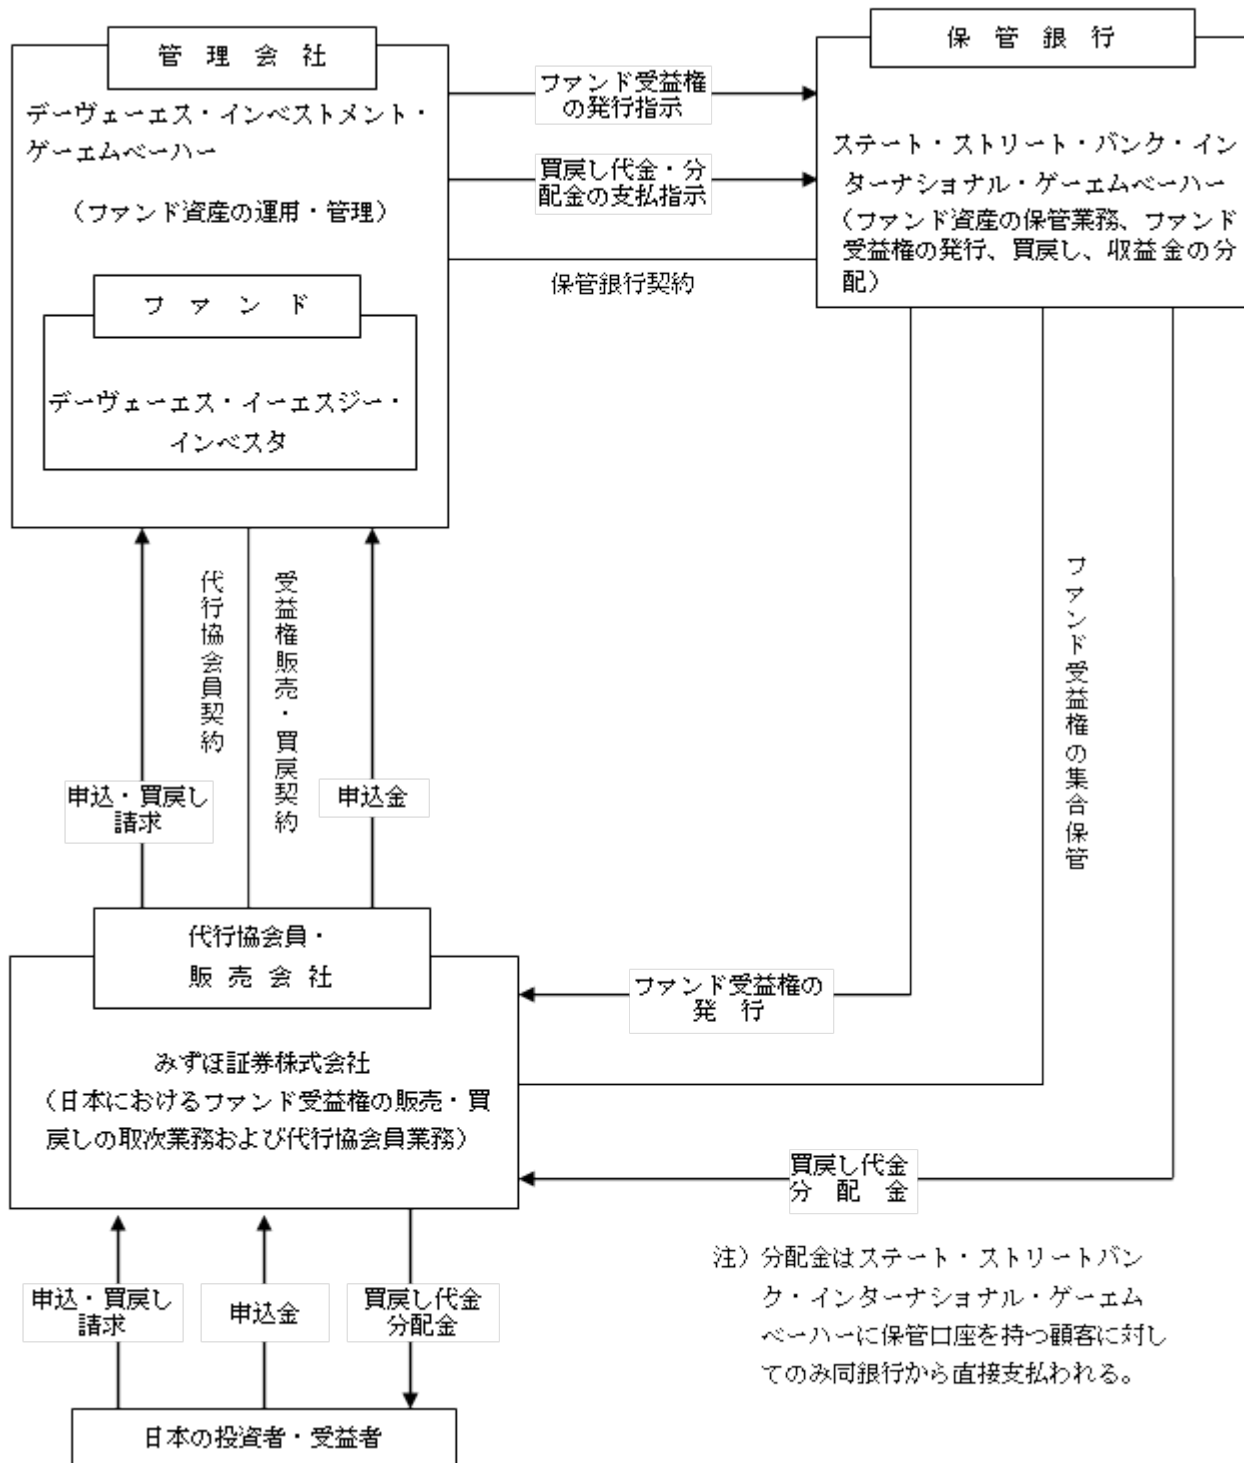 管理会社
デーヴェーエス・インベストメント・
ゲーエムベーハー
（ファンド資産の運用・管理）
ファンド
デーヴェーエス・イーエスジー・
インベスタ
ファンド受益権
の発行指示
買戻し代金・分
配金の支払指示
保管銀行契約
保管銀行
ステート・ストリート・バンク・イン
ターナショナル・ゲーエムベーハー
（ファンド資産の保管業務、ファンド
受益権の発行、買戻し、収益金の分
配）
代行協会員契約
受益権販売・買戻契約
申込・買戻し
請求
申込金
ファンド受益権の集合保管
代行協会員・
販売会社
みずほ証券株式会社
（日本におけるファンド受益権の販売・買
戻しの取次業務および代行協会員業務）
ファンド受益権の
発　行
買戻し代金
分　配　金
申込・買戻し
請求
申込金
買戻し代金
分配金
日本の投資者・受益者
注）分配金はステート・ストリートバン
ク・インターナショナル・ゲーエム
ベーハーに保管口座を持つ顧客に対し
てのみ同銀行から直接支払われる。